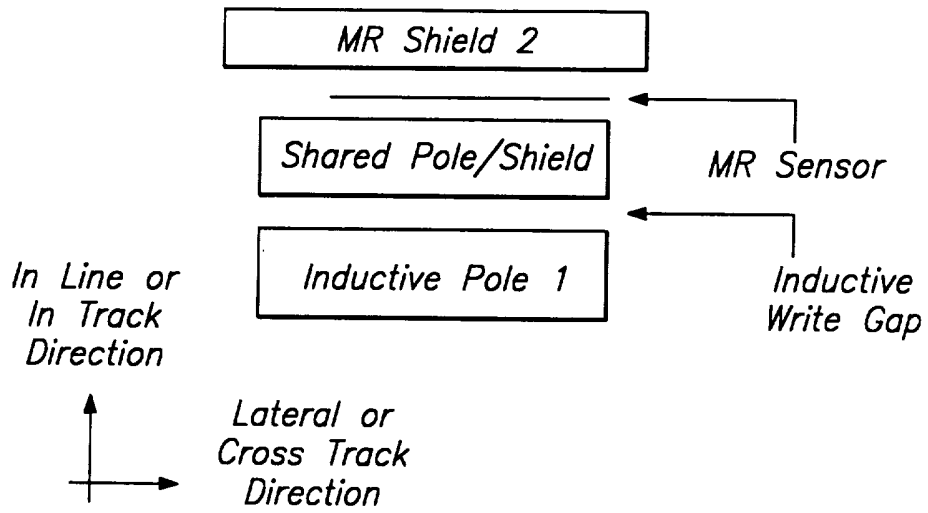 MR Shield 2
Shared Pole/Shield
MR Sensor
Inductive Pole 1
Inductive
Write Gap
In Line or
In Track
Direction
Lateral or
Cross Track
Direction